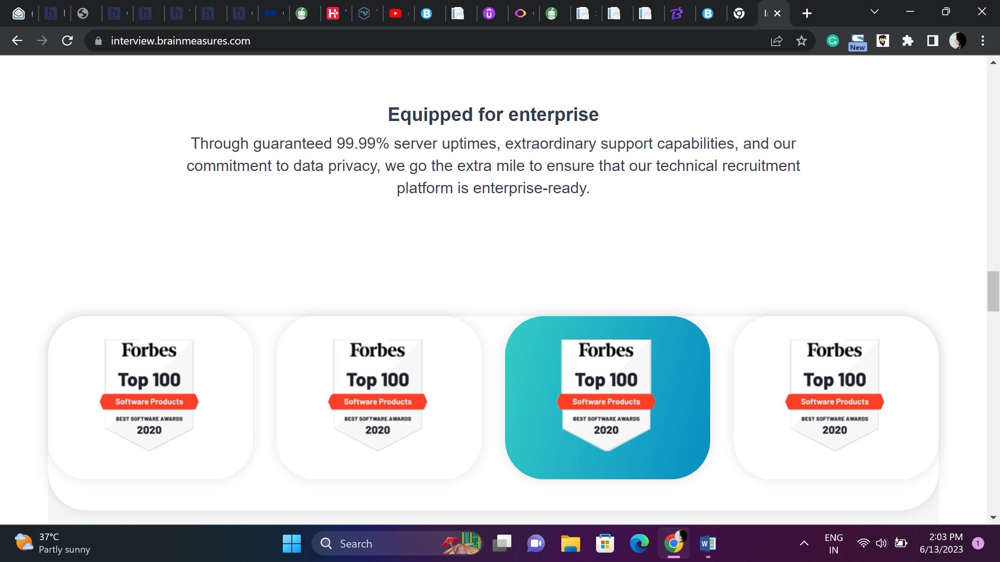 interview.brainmeasures.com
New
Equipped for enterprise
Through guaranteed 99.99% server uptimes, extraordinary support capabilities, and our
commitment to data privacy, we go the extra mile to ensure that our technical recruitment
platform is enterprise-ready.
Forbes
Top 100
Software Products
BEST SOFTWARE AWARDS
2020
Forbes
Top 100
Software Products
BEST SOFTWARE AWARDS
2020
Forbes
Top 100
Software Products
BEST SOFTWARE AWARDS
2020
Forbes
Top 100
Software Products
BEST SOFTWARE AWARDS
2020
37°C
Partly sunny
Search
ENG
IN
2:03 PM
6/13/2023
1